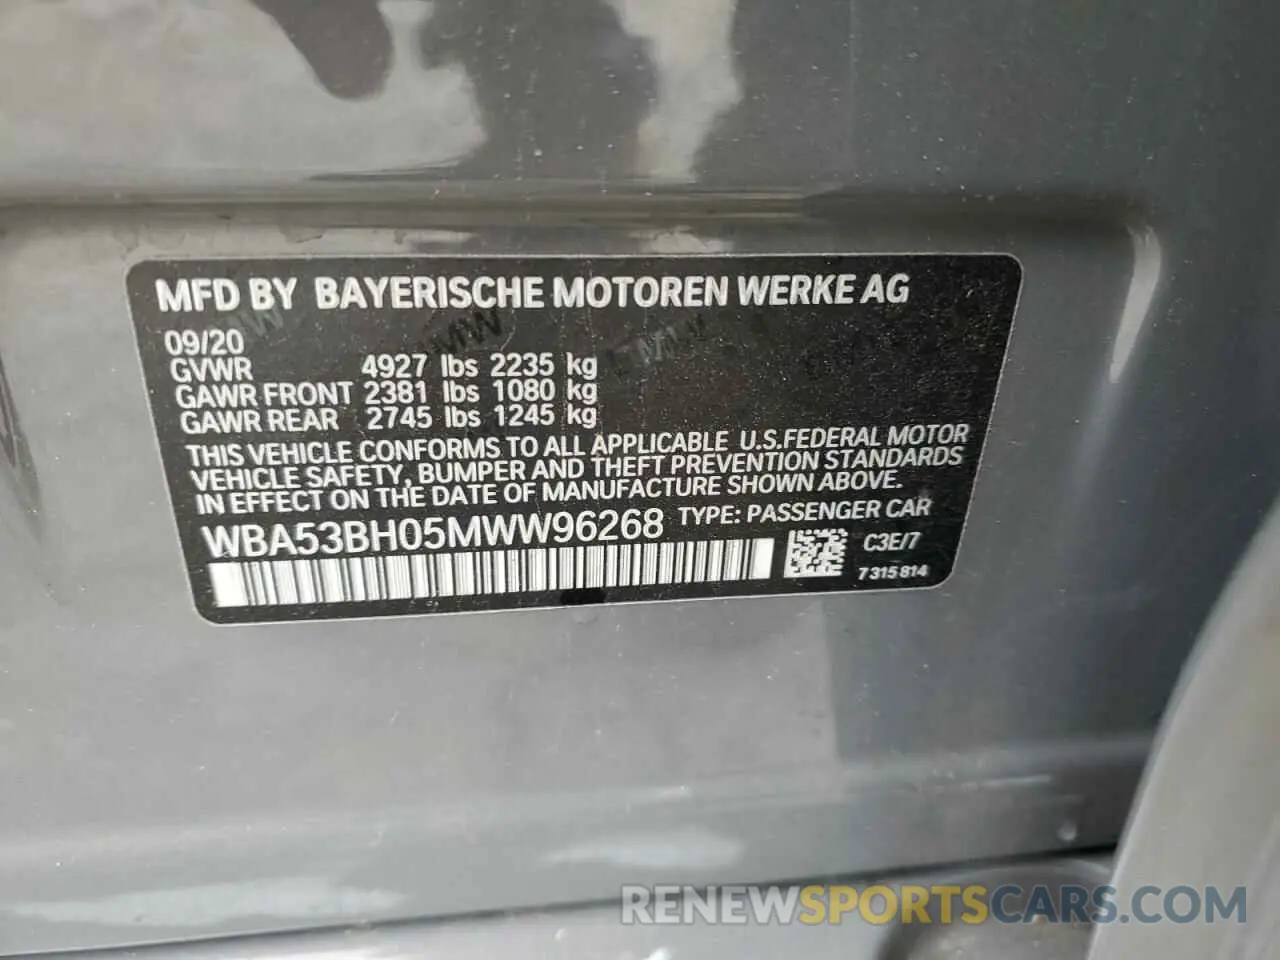 MFD BY BAYERISCHE MOTOREN WERKE AG
09/20
GVWR 4927 lbs 2235 kg
GAWR FRONT 2381 lbs 1080 kg
GAWR REAR 2745 lbs 1245 kg
THIS VEHICLE CONFORMS TO ALL APPLICABLE U.S.FEDERAL MOTOR
VEHICLE SAFETY, BUMPER AND THEFT PREVENTION STANDARDS
IN EFFECT ON THE DATE OF MANUFACTURE SHOWN ABOVE.
WBA53BH05MWW96268 TYPE: PASSENGER CAR
C3E/7
7315814
RENEWSPORTSCARS.COM